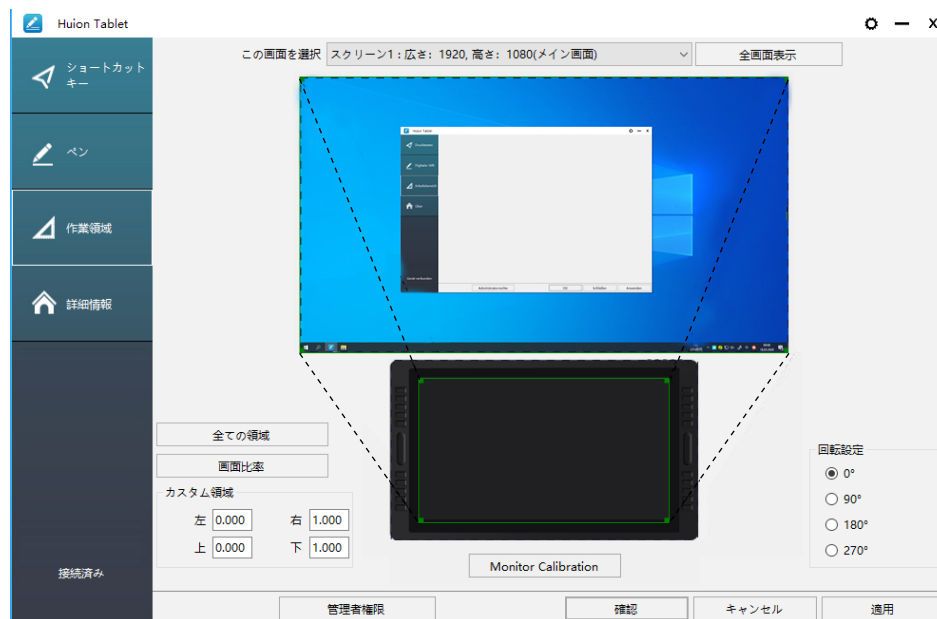 Huion Tablet
この画面を選択
スクリーン1 : 広さ: 1920, 高さ: 1080(メイン画面)
全画面表示
ショートカット
キー
ペン
作業領域
詳細情報
接続済み
Huion Tablet
全ての領域
画面比率
カスタム領域
左 0.000 右 1.000
上 0.000 下 1.000
Monitor Calibration
回転設定
0°
90°
180°
270°
管理者権限
確認
キャンセル
適用